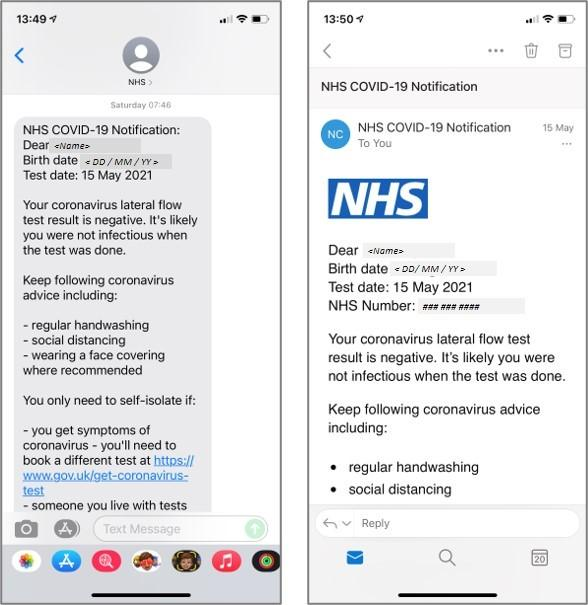 13:49
NHS
Saturday 07:46
NHS COVID-19 Notification:
Dear <Name>
Birth date < DD / MM / YY >
Test date: 15 May 2021
Your coronavirus lateral flow
test result is negative. It's likely
you were not infectious when
the test was done.
Keep following coronavirus
advice including:
- regular handwashing
- social distancing
- wearing a face covering
where recommended
You only need to self-isolate if:
- you get symptoms of
coronavirus - you'll need to
book a different test at https://
www.gov.uk/get-coronavirus-
test
- someone you live with tests
Text Message
13:50
NHS COVID-19 Notification
NC
NHS COVID-19 Notification
15 May
To You
NHS
Dear <Name>
Birth date < DD/ MM / YY >
Test date: 15 May 2021
NHS Number: ### ### ####
Your coronavirus lateral flow test
result is negative. It's likely you were
not infectious when the test was done.
Keep following coronavirus advice
including:
• regular handwashing
• social distancing
Reply
20